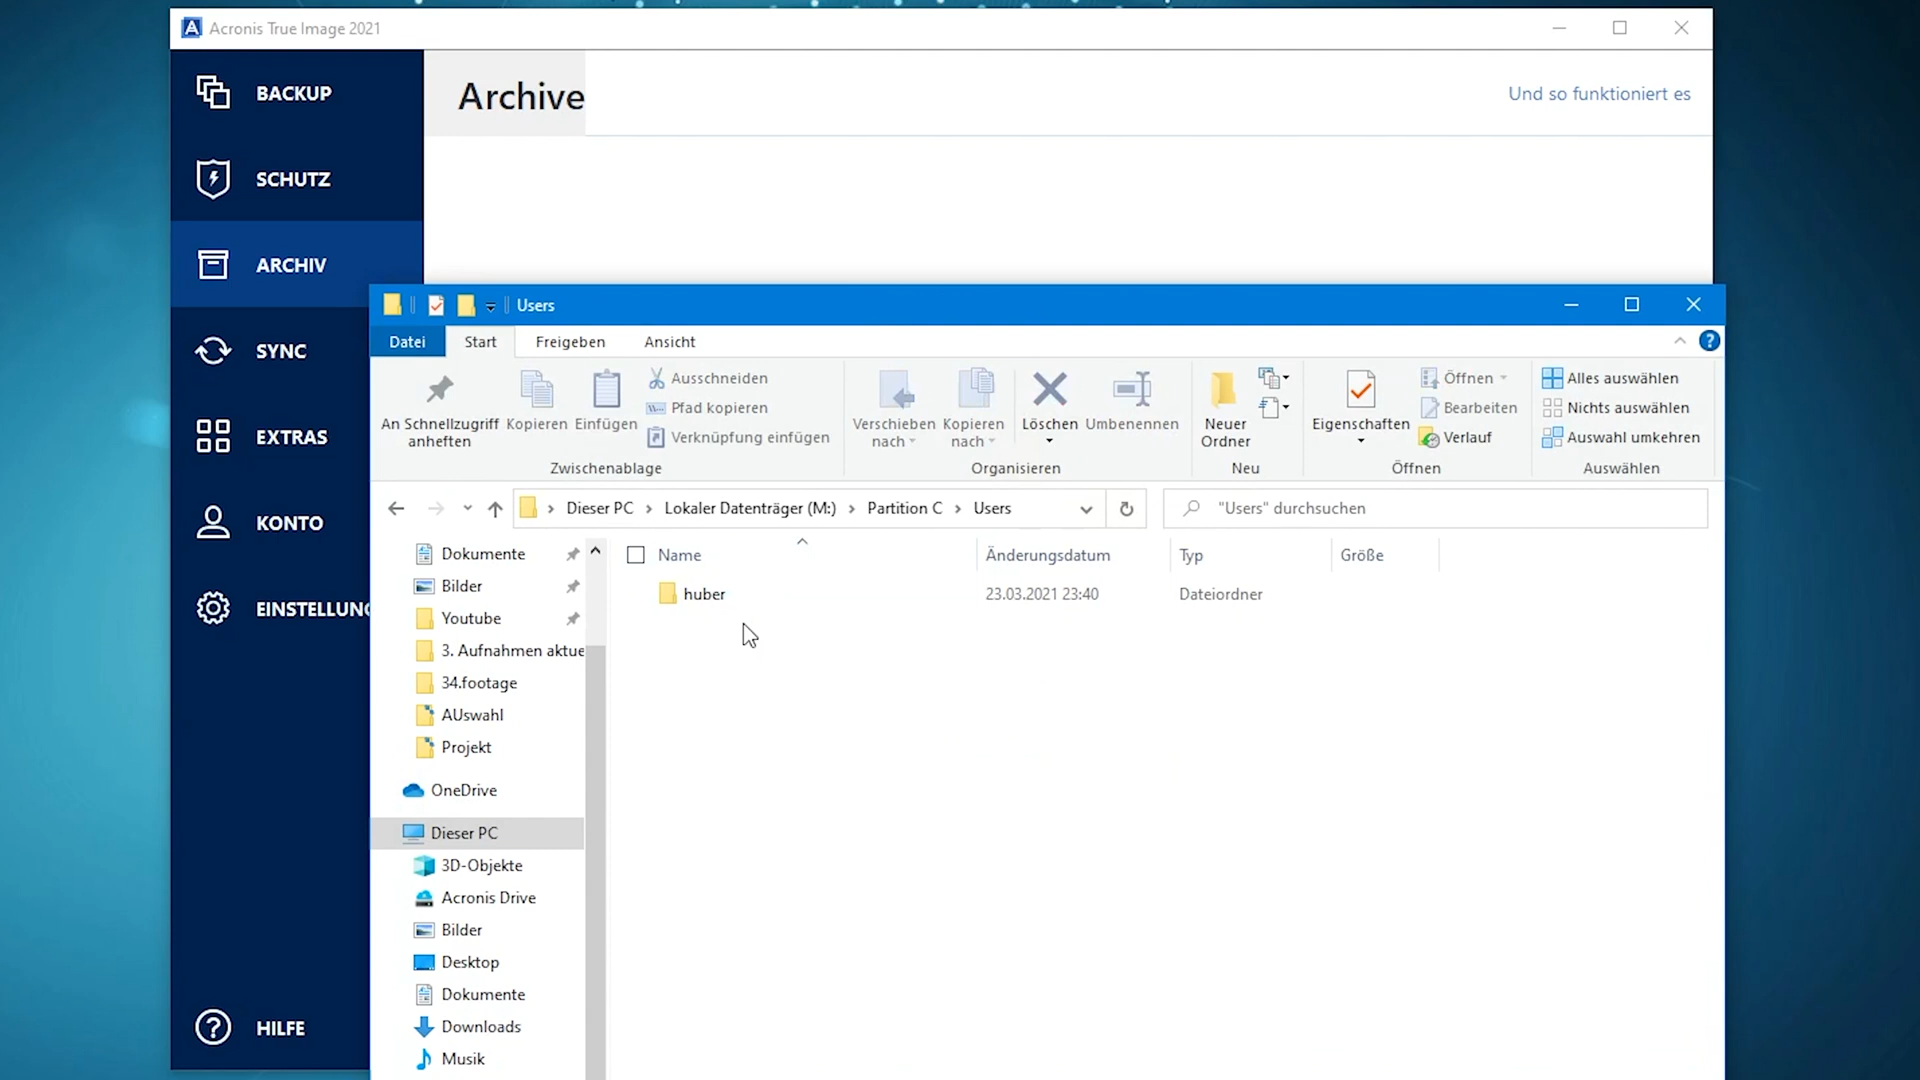 Acronis True Image 2021
BACKUP
SCHUTZ
ARCHIV
SYNC
EXTRAS
KONTO
EINSTELLUNG
HILFE
Archive
Und so funktioniert es
Users
Datei Start Freigeben Ansicht
An Schnellzugriff
anheften
Kopieren
Einfügen
Ausschneiden
Pfad kopieren
Verknüpfung einfügen
Zwischenablage
Verschieben
nach
Kopieren
nach
Löschen
Umbenennen
Organisieren
Neuer
Ordner
Neu
Eigenschaften
Öffnen
Bearbeiten
Verlauf
Öffnen
Alles auswählen
Nichts auswählen
Auswahl umkehren
Auswählen
Dieser PC > Lokaler Datenträger (M:) > Partition C > Users
"Users" durchsuchen
Dokumente
Bilder
Youtube
3. Aufnahmen aktue
34.footage
AUswahl
Projekt
OneDrive
Dieser PC
3D-Objekte
Acronis Drive
Bilder
Desktop
Dokumente
Downloads
Musik
Name Änderungsdatum Typ Größe
huber 23.03.2021 23:40 Dateiordner